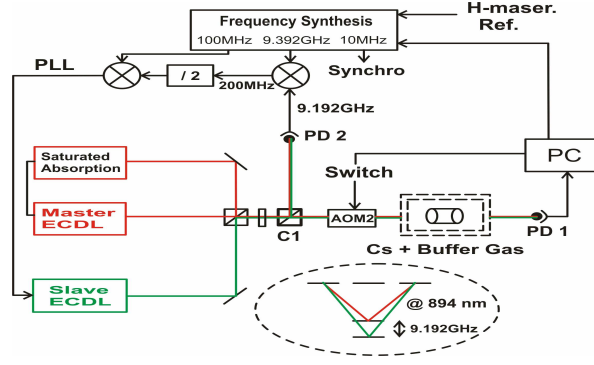 Frequency Synthesis
100MHz 9.392GHz 10MHz
H-maser.
Ref.
PLL
/ 2
200MHz
Synchro
9.192GHz
PD 2
Saturated
Absorption
Switch
PC
Master
ECDL
C1
AOM2
PD 1
Cs + Buffer Gas
Slave
ECDL
@ 894 nm
9.192GHz